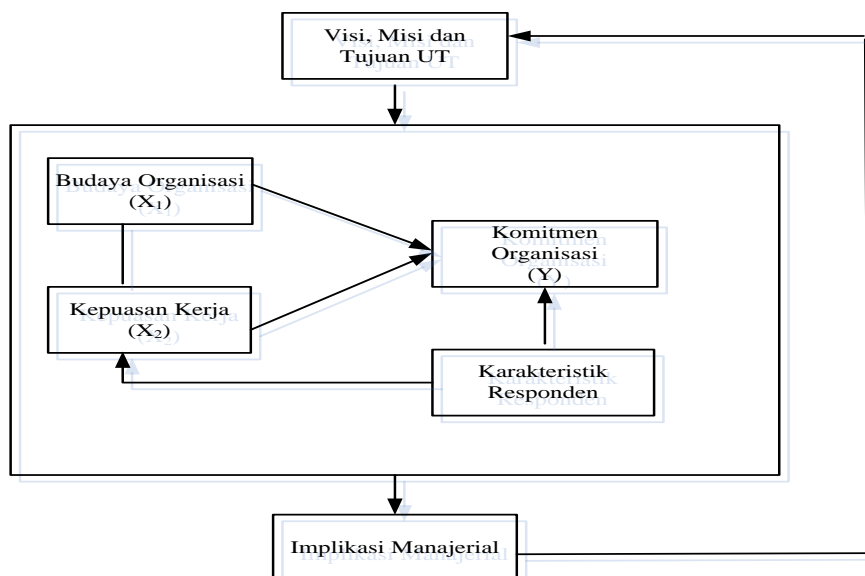 Visi, Misi dan
Tujuan UT
Budaya Organisasi
(X₁)
Komitmen
Organisasi
(Y)
Kepuasan Kerja
(X₂)
Karakteristik
Responden
Implikasi Manajerial